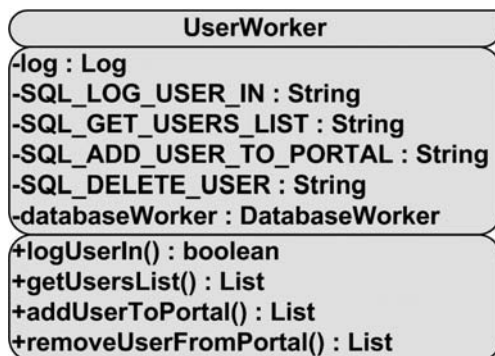 UserWorker
-log : Log
-SQL_LOG_USER_IN : String
-SQL_GET_USERS_LIST : String
-SQL_ADD_USER_TO_PORTAL : String
-SQL_DELETE_USER : String
-databaseWorker : DatabaseWorker
+logUserIn() : boolean
+getUsersList() : List
+addUserToPortal() : List
+removeUserFromPortal() : List